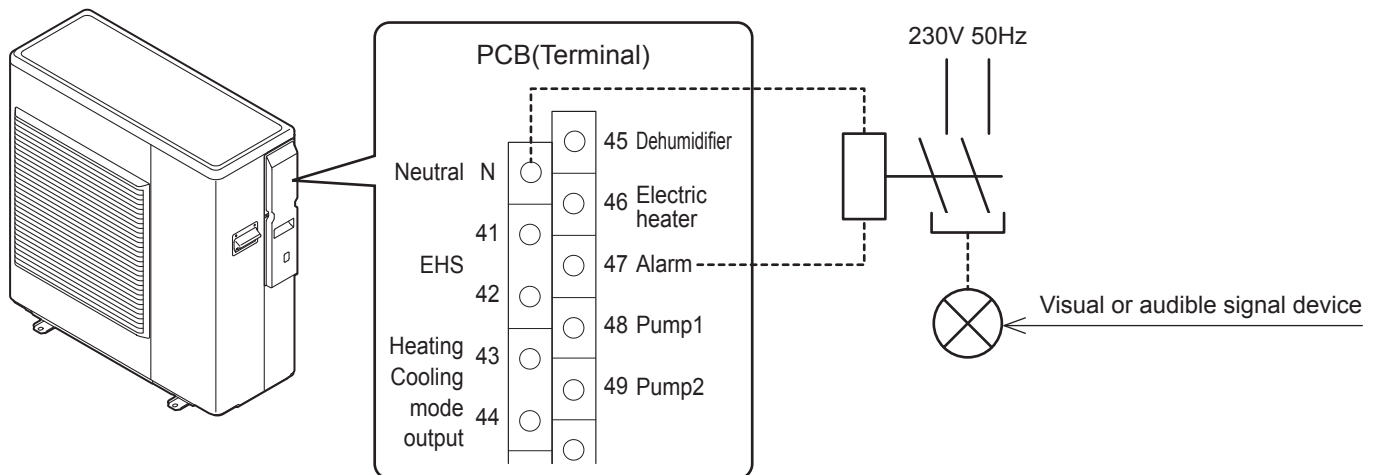 PCB(Terminal)
230V 50Hz
Neutral N
41
EHS
42
Heating
Cooling
mode
output
43
44
45 Dehumidifier
46 Electric
heater
47 Alarm
48 Pump1
49 Pump2
Visual or audible signal device